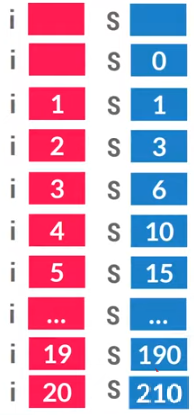 i S
i S 0
i 1 S 1
i 2 S 3
i 3 S 6
i 4 S 10
i 5 S 15
i ... S ...
i 19 S 190
i 20 S 210